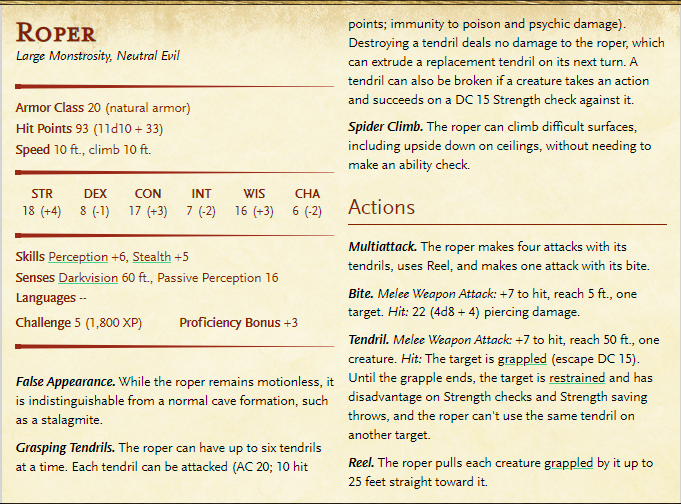 Roper
Large Monstrosity, Neutral Evil
Armor Class 20 (natural armor)
Hit Points 93 (11d10 + 33)
Speed 10 ft., climb 10 ft.
STR DEX CON INT WIS CHA
18 (+4) 8 (-1) 17 (+3) 7 (-2) 16 (+3) 6 (-2)
Skills Perception +6, Stealth +5
Senses Darkvision 60 ft., Passive Perception 16
Languages --
Challenge 5 (1,800 XP) Proficiency Bonus +3
False Appearance. While the roper remains motionless, it
is indistinguishable from a normal cave formation, such
as a stalagmite.
Grasping Tendrils. The roper can have up to six tendrils
at a time. Each tendril can be attacked (AC 20; 10 hit
points; immunity to poison and psychic damage).
Destroying a tendril deals no damage to the roper, which
can extrude a replacement tendril on its next turn. A
tendril can also be broken if a creature takes an action
and succeeds on a DC 15 Strength check against it.
Spider Climb. The roper can climb difficult surfaces,
including upside down on ceilings, without needing to
make an ability check.
Actions
Multiattack. The roper makes four attacks with its
tendrils, uses Reel, and makes one attack with its bite.
Bite. Melee Weapon Attack: +7 to hit, reach 5 ft., one
target. Hit: 22 (4d8 + 4) piercing damage.
Tendril. Melee Weapon Attack: +7 to hit, reach 50 ft., one
creature. Hit: The target is grappled (escape DC 15).
Until the grapple ends, the target is restrained and has
disadvantage on Strength checks and Strength saving
throws, and the roper can't use the same tendril on
another target.
Reel. The roper pulls each creature grappled by it up to
25 feet straight toward it.